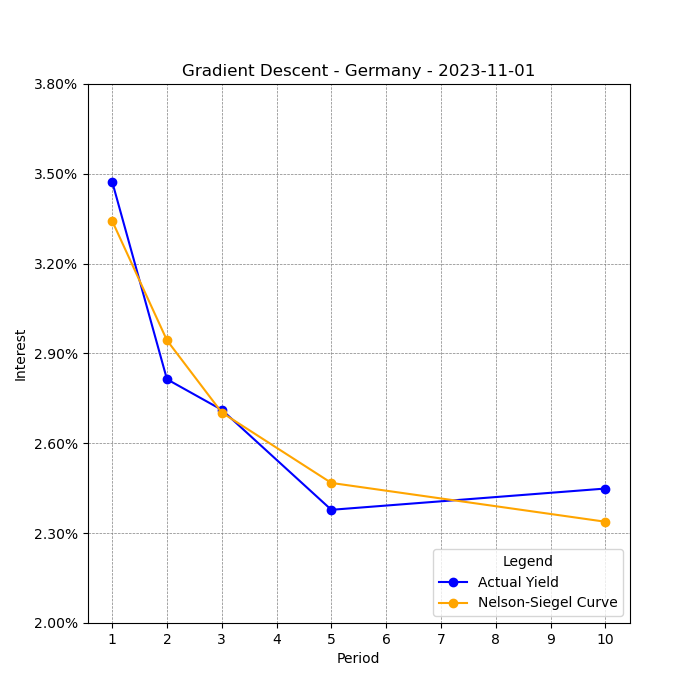 Gradient Descent - Germany - 2023-11-01
3.80%
3.50%
3.20%
2.90%
2.60%
2.30%
2.00%
Interest
1 2 3 4 5 6 7 8 9 10
Period
Legend
Actual Yield
Nelson-Siegel Curve